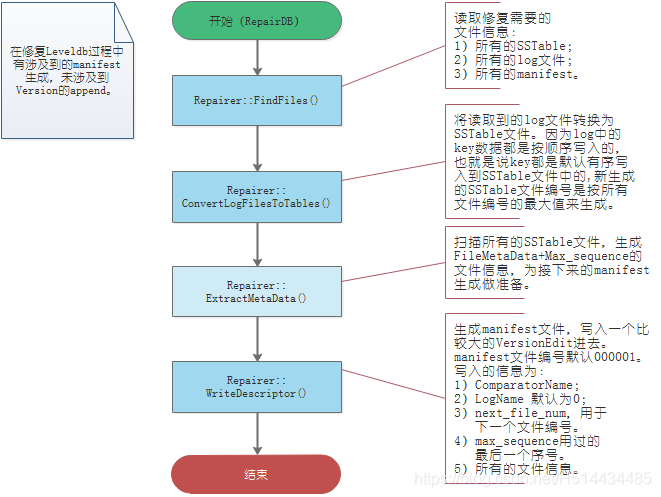 在修复Leveldb过程中
有涉及到的manifest
生成，未涉及到
Version的append。
开始 (RepairDB)
读取修复需要的
文件信息:
1) 所有的SSTable;
2) 所有的log文件;
3) 所有的manifest。
Repairer::FindFiles()
将读取到的log文件转换为
SSTable文件。因为log中的
key数据都是按顺序写入的,
也就是说key都是默认有序写
入到SSTable文件中的,新生成
的SSTable文件编号是按所有
文件编号的最大值来生成。
Repairer::
ConvertLogFilesToTables()
扫描所有的SSTable文件, 生成
FileMetaData+Max_sequence的
文件信息, 为接下来的manifest
生成做准备。
Repairer::
ExtractMetaData()
生成manifest文件, 写入一个比
较大的VersionEdit进去。
manifest文件编号默认000001。
写入的信息为:
1) ComparatorName;
2) LogName 默认为0;
3) next_file_num, 用于
下一个文件编号。
4) max_sequence用过的
最后一个序号。
5) 所有的文件信息。
Repairer::
WriteDescriptor()
结束
https://blog.csdn.net/H514434485